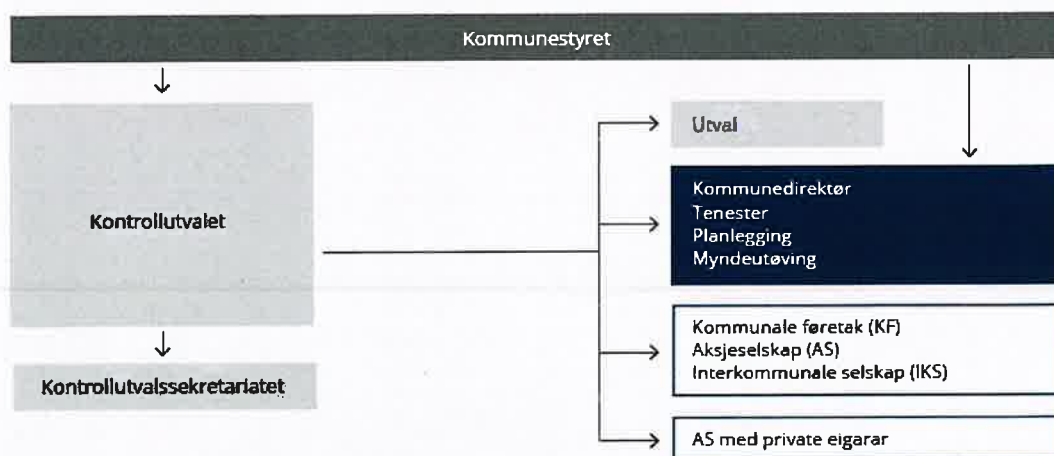 Kommunestyret
Kontrollutvalet
Kontrollutvalssekretariatet
Utval
Kommunedirektør
Tenester
Planlegging
Myndeutøving
Kommunale føretak (KF)
Aksjeselskap (AS)
Interkommunale selskap (IKS)
AS med private eigarar